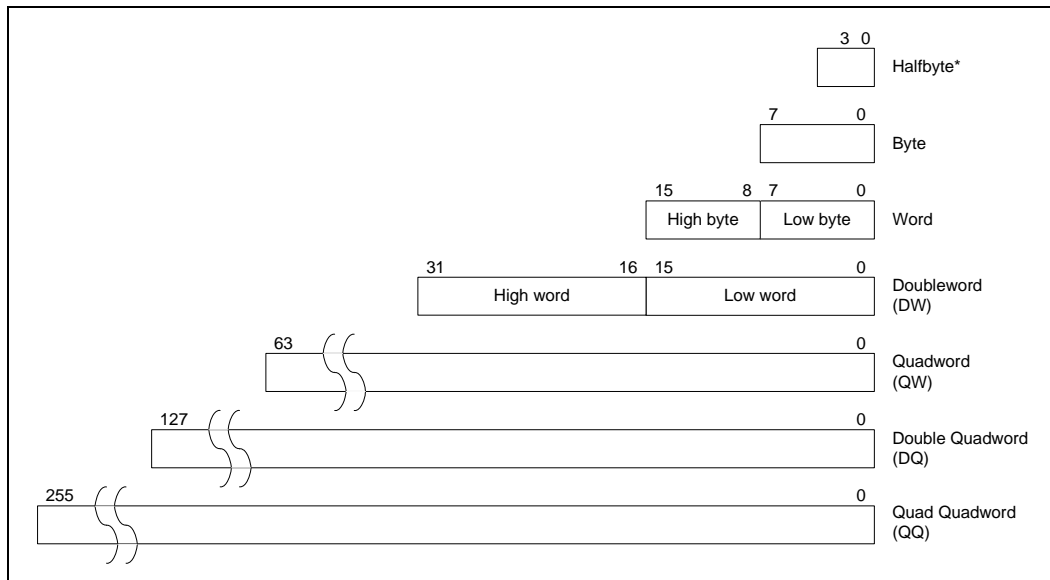 3 0
Halfbyte*
7 0
Byte
15 8 7 0
High byte Low byte Word
31 16 15 0
High word Low word Doubleword
(DW)
63 0
Quadword
(QW)
127 0
Double Quadword
(DQ)
255 0
Quad Quadword
(QQ)